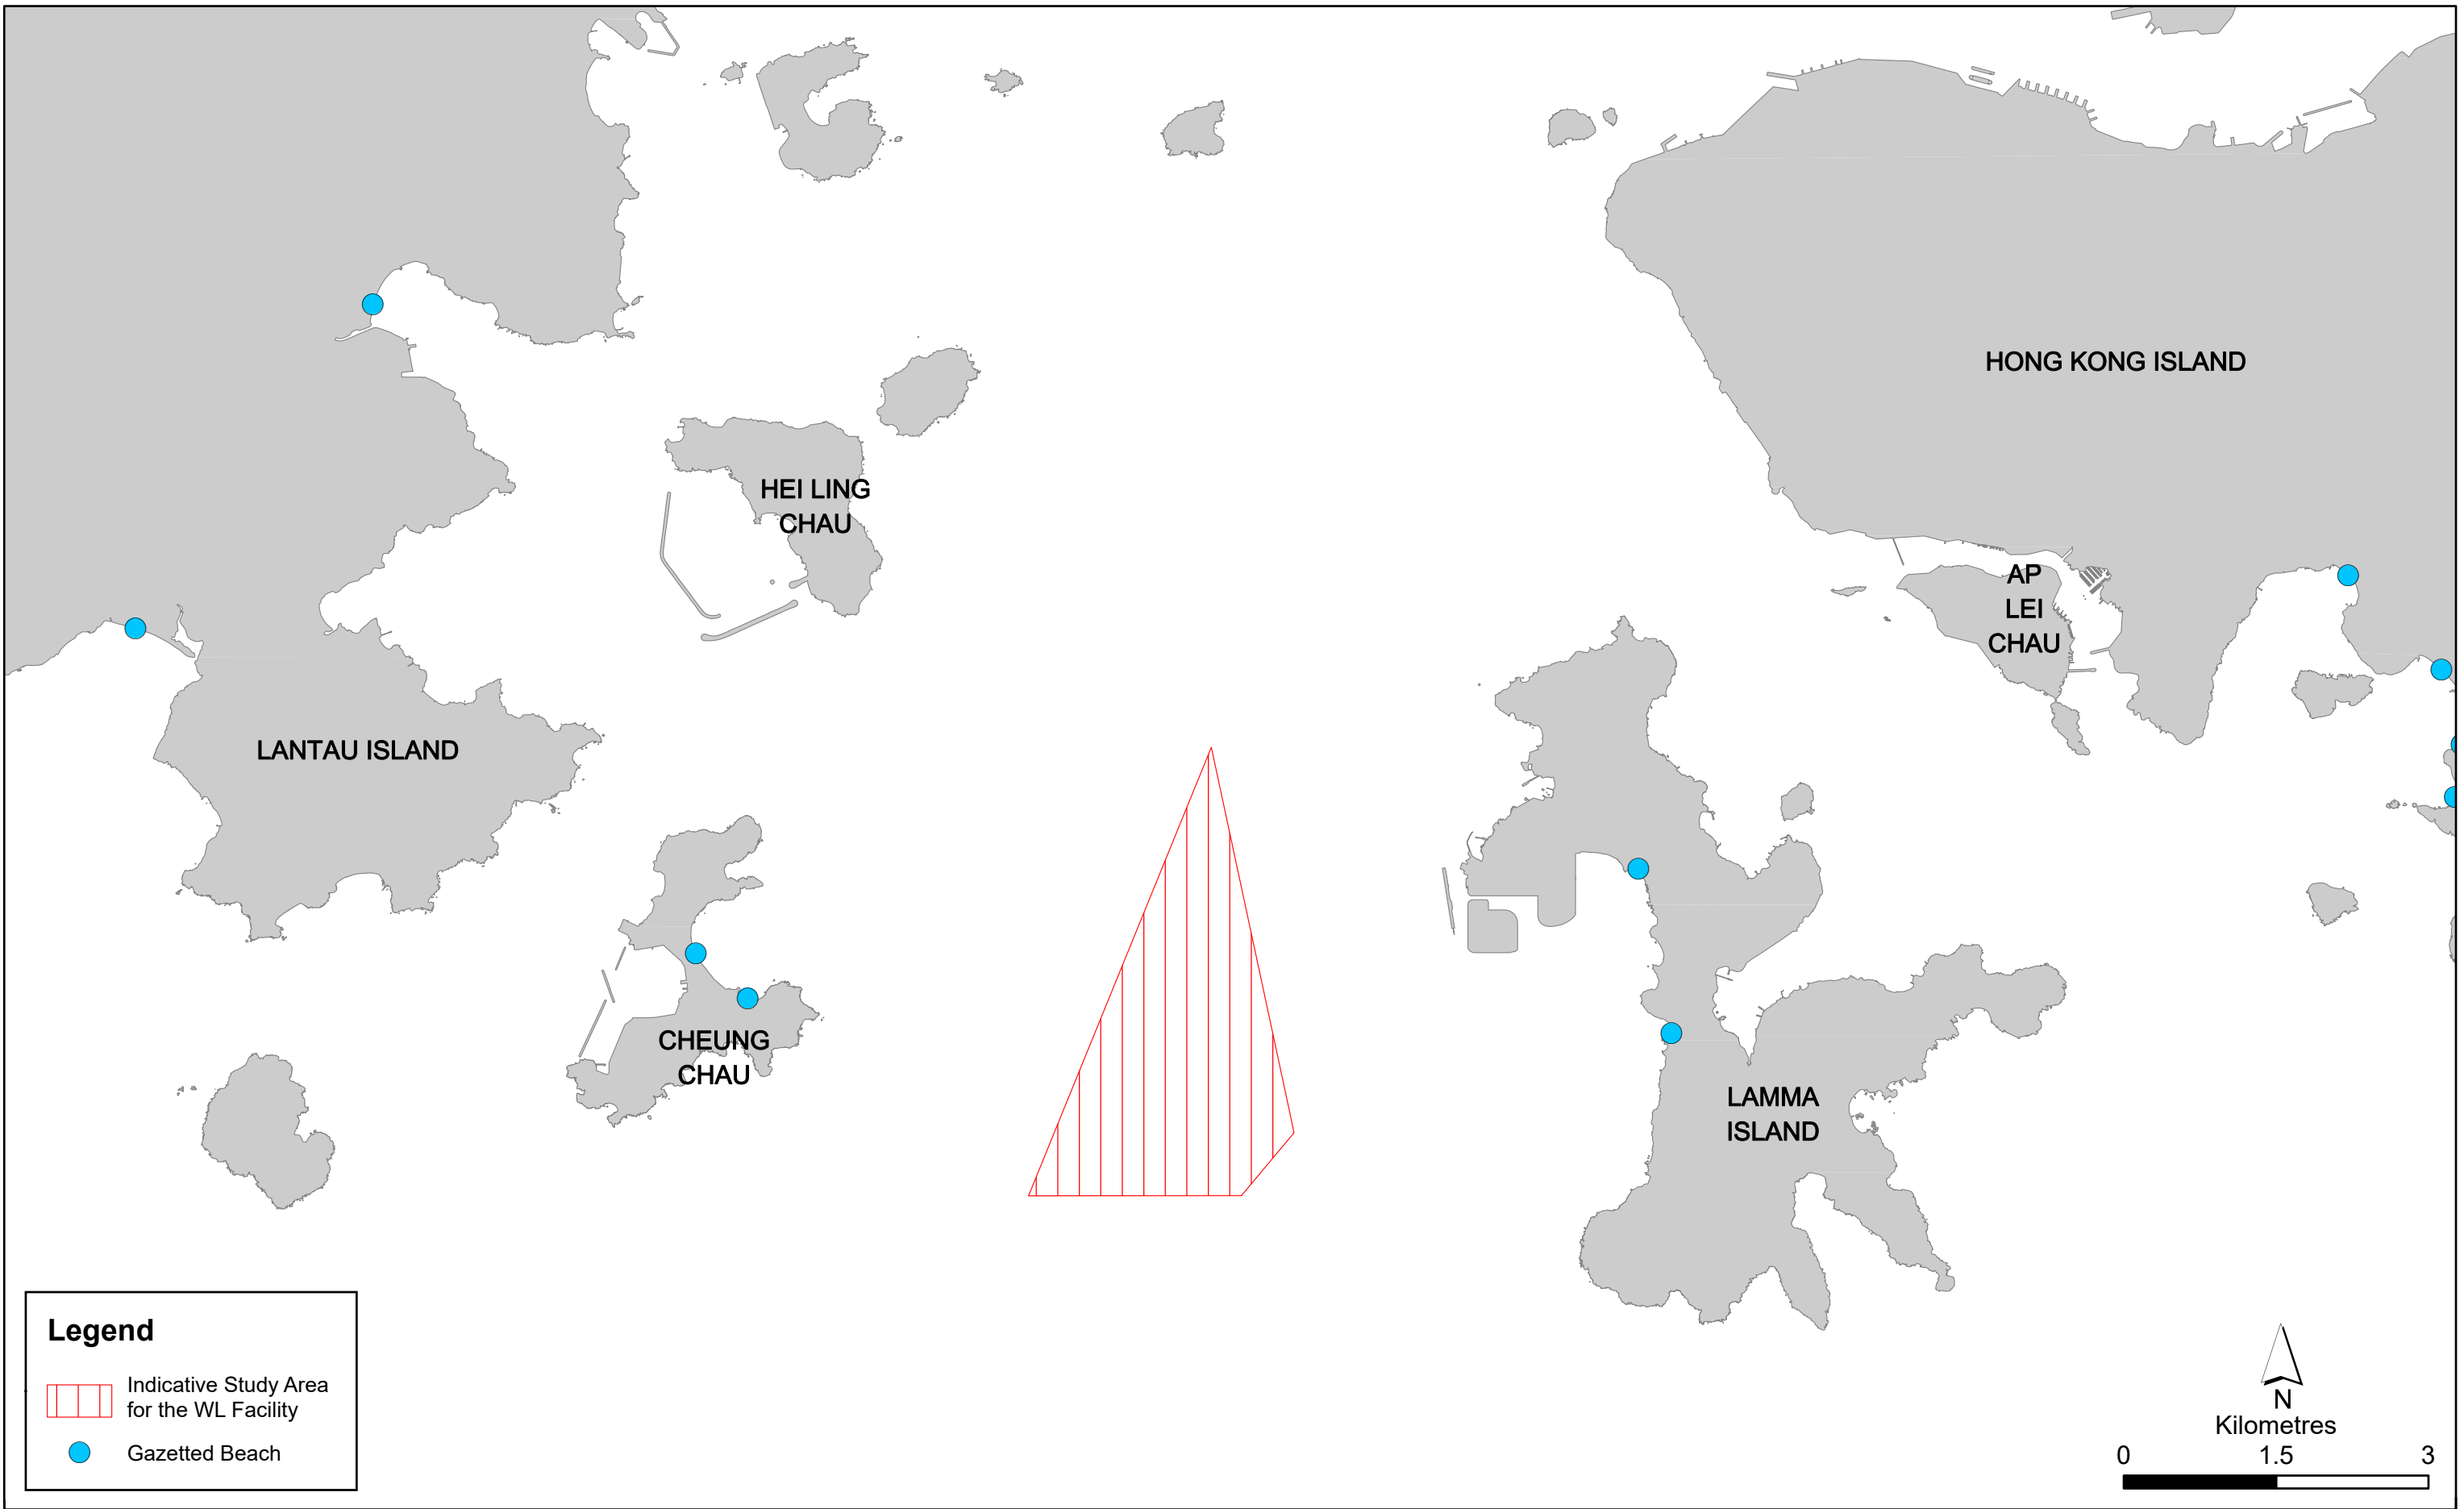 HONG KONG ISLAND
HEI LING
CHAU
AP
LEI
CHAU
LANTAU ISLAND
CHEUNG
CHAU
LAMMA
ISLAND
Legend
Indicative Study Area
for the WL Facility
Gazetted Beach
N
Kilometres
0 1.5 3